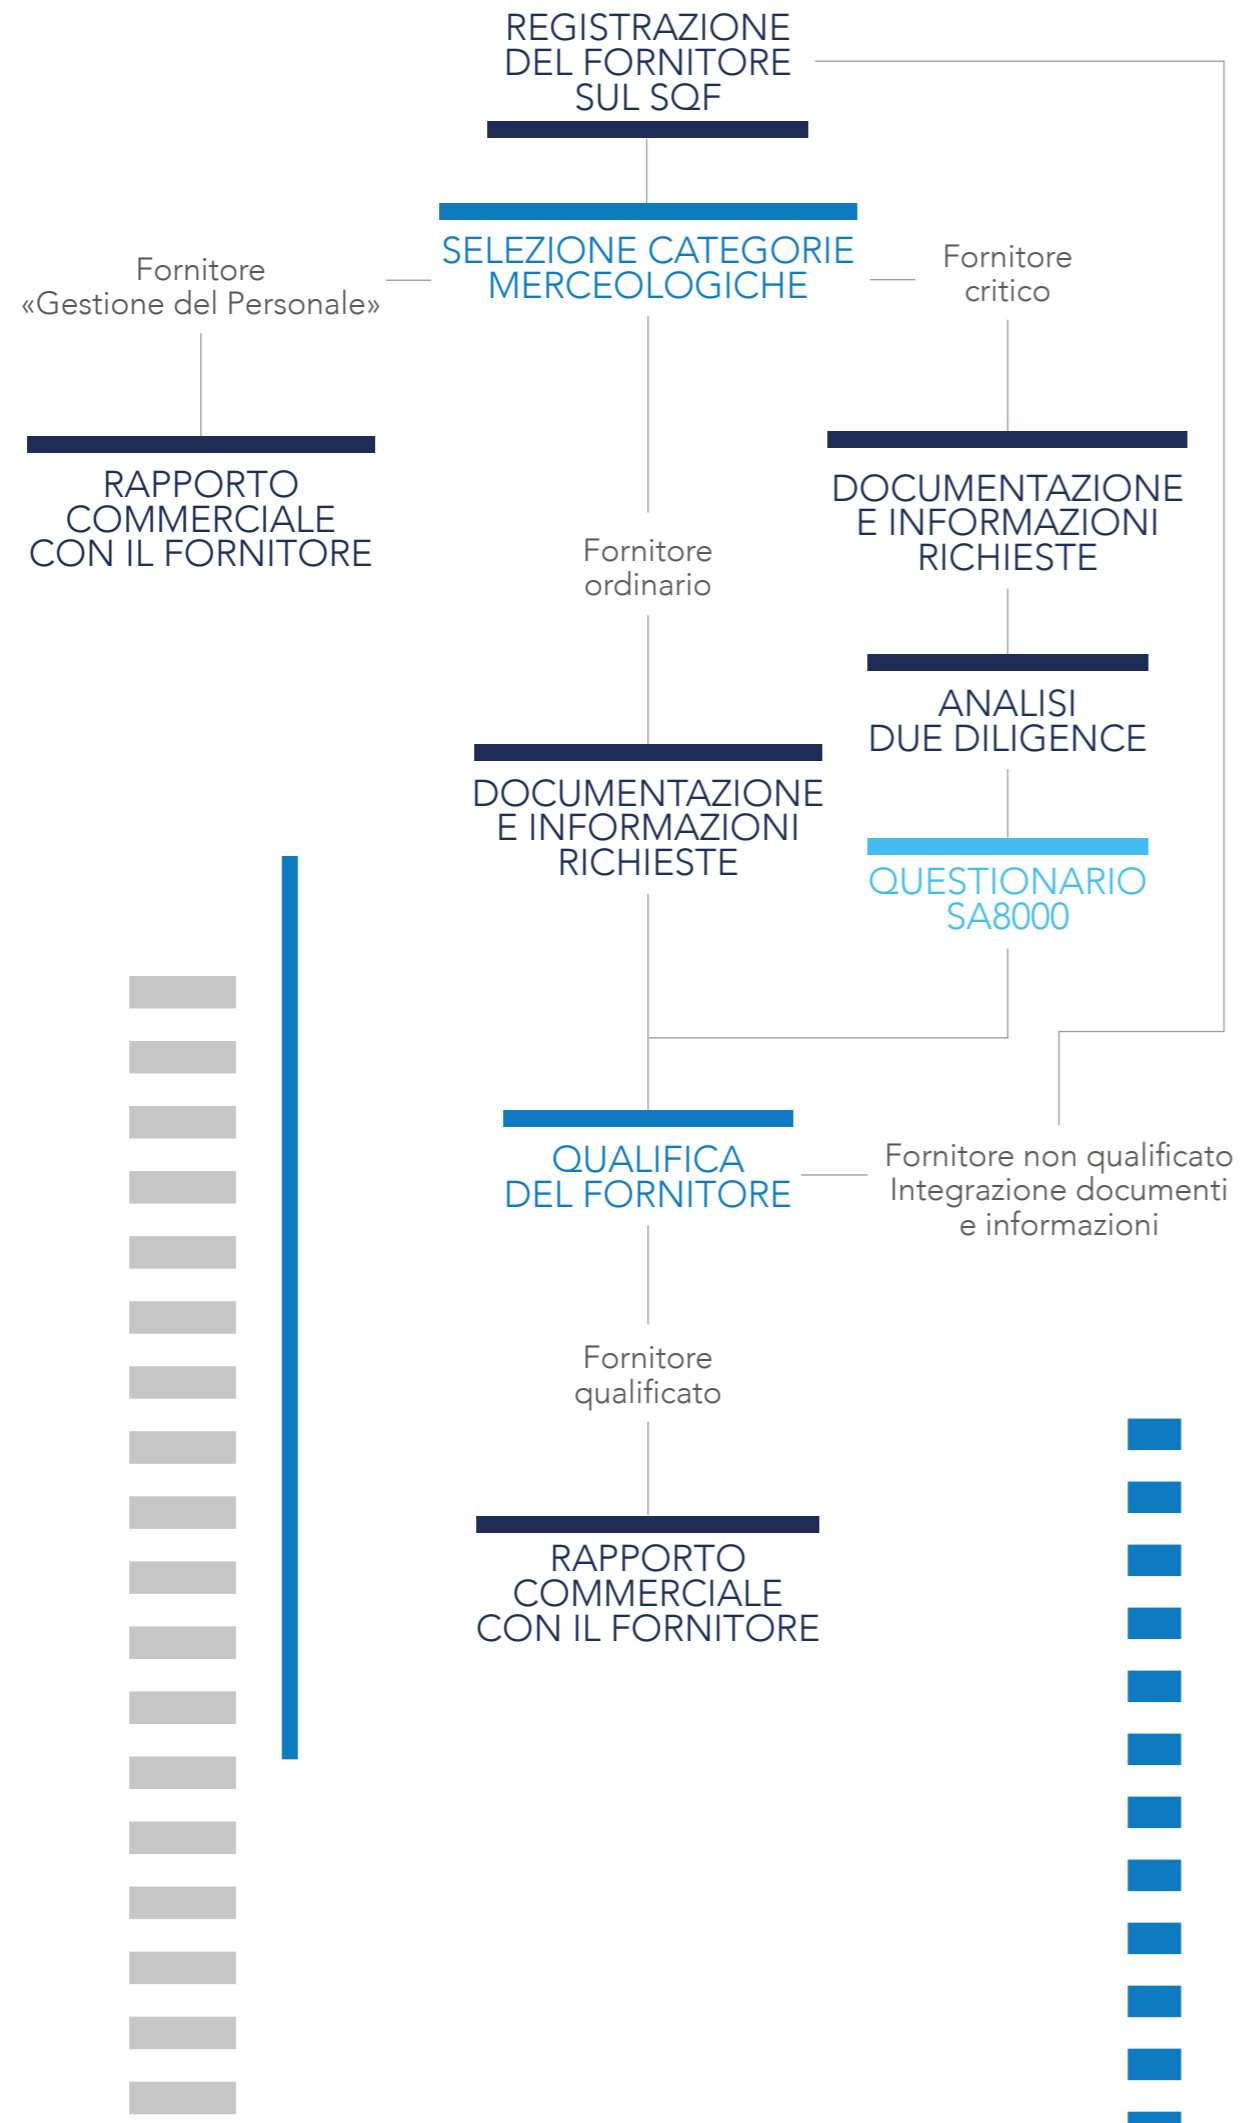 REGISTRAZIONE
DEL FORNITORE
SUL SQF
SELEZIONE CATEGORIE
MERCEOLOGICHE
Fornitore
«Gestione del Personale»
Fornitore
critico
RAPPORTO
COMMERCIALE
CON IL FORNITORE
Fornitore
ordinario
DOCUMENTAZIONE
E INFORMAZIONI
RICHIESTE
ANALISI
DUE DILIGENCE
DOCUMENTAZIONE
E INFORMAZIONI
RICHIESTE
QUESTIONARIO
SA8000
QUALIFICA
DEL FORNITORE
Fornitore non qualificato
Integrazione documenti
e informazioni
Fornitore
qualificato
RAPPORTO
COMMERCIALE
CON IL FORNITORE